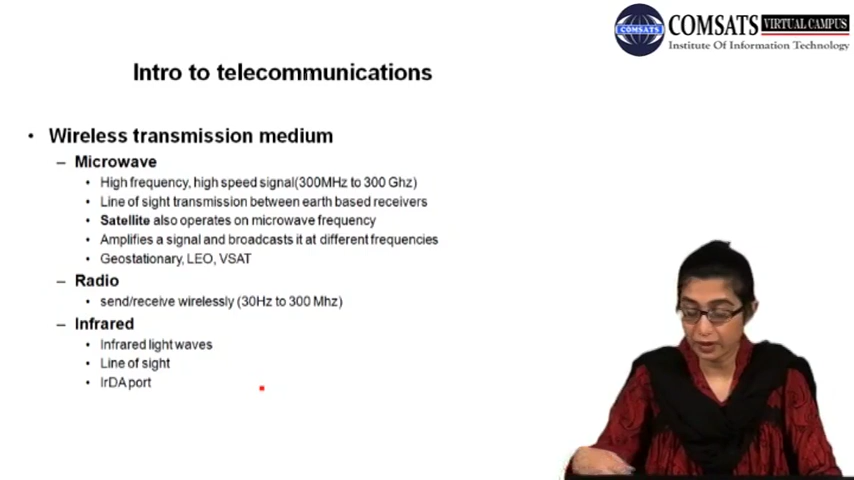 COMSATS
COMSATS VIRTUAL CAMPUS
Institute Of Information Technology
Intro to telecommunications
• Wireless transmission medium
– Microwave
• High frequency, high speed signal(300MHz to 300 Ghz)
• Line of sight transmission between earth based receivers
• Satellite also operates on microwave frequency
• Amplifies a signal and broadcasts it at different frequencies
• Geostationary, LEO, VSAT
– Radio
• send/receive wirelessly (30Hz to 300 Mhz)
– Infrared
• Infrared light waves
• Line of sight
• IrDA port